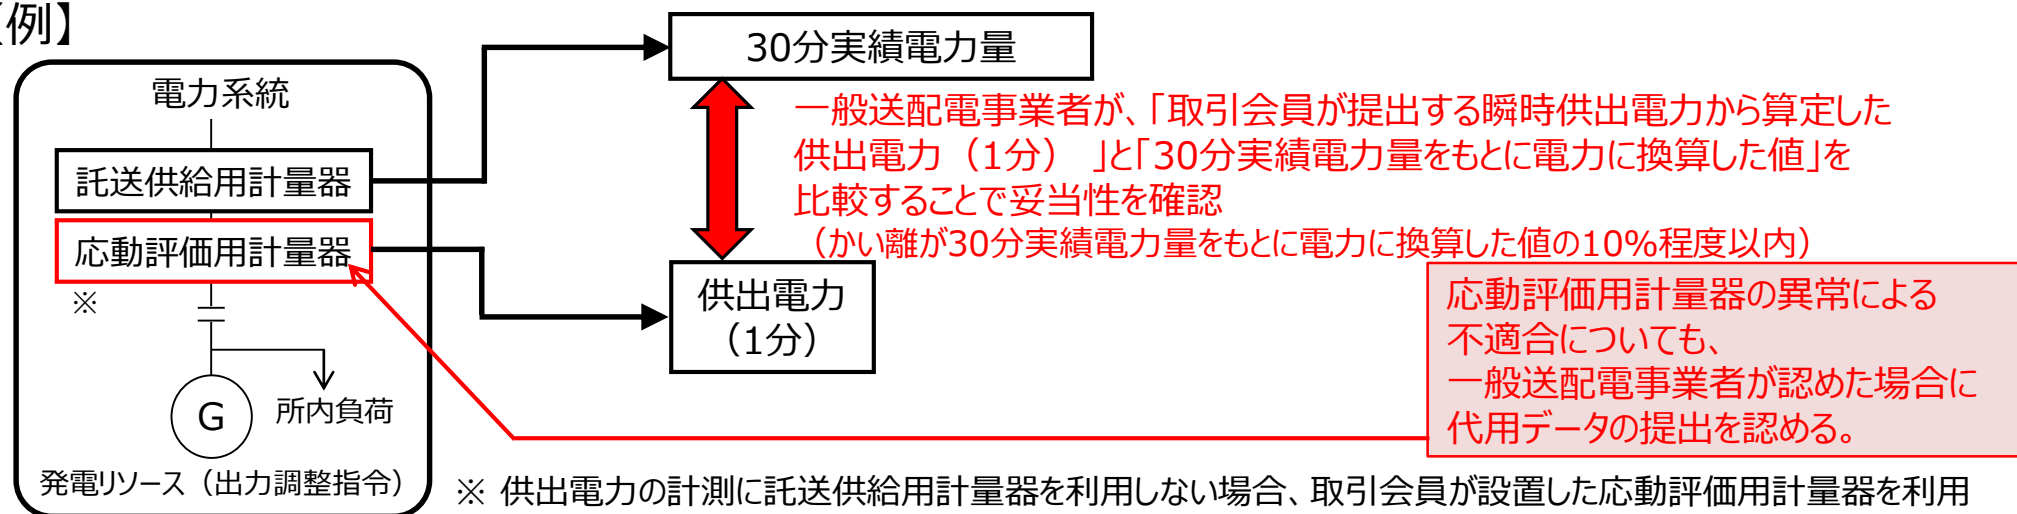 【例】
電力系統
託送供給用計量器
応動評価用計量器
※
G
所内負荷
発電リソース（出力調整指令）
30分実績電力量
一般送配電事業者が、「取引会員が提出する瞬時供出電力から算定した
供出電力（1分） 」と「30分実績電力量をもとに電力に換算した値」を
比較することで妥当性を確認
（かい離が30分実績電力量をもとに電力に換算した値の10%程度以内）
供出電力
（1分）
応動評価用計量器の異常による
不適合についても、
一般送配電事業者が認めた場合に
代用データの提出を認める。
※ 供出電力の計測に託送供給用計量器を利用しない場合、取引会員が設置した応動評価用計量器を利用